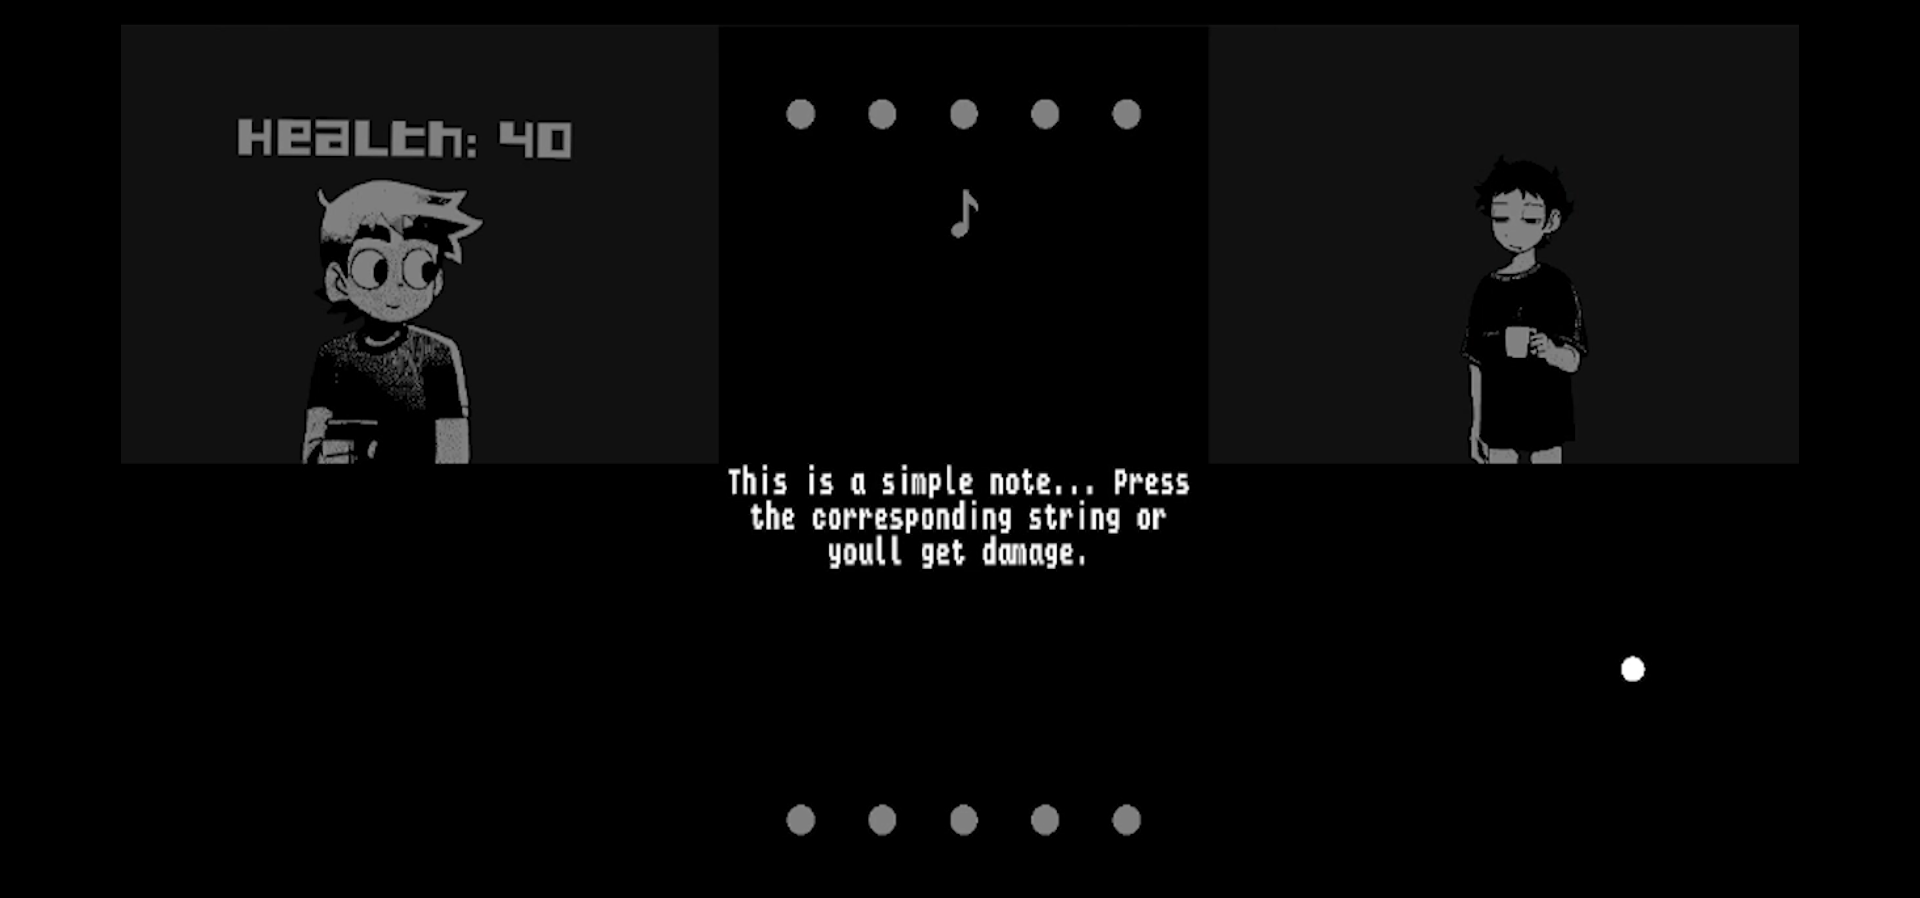 Health: 40
This is a simple note... Press
the corresponding string or
youll get damage.